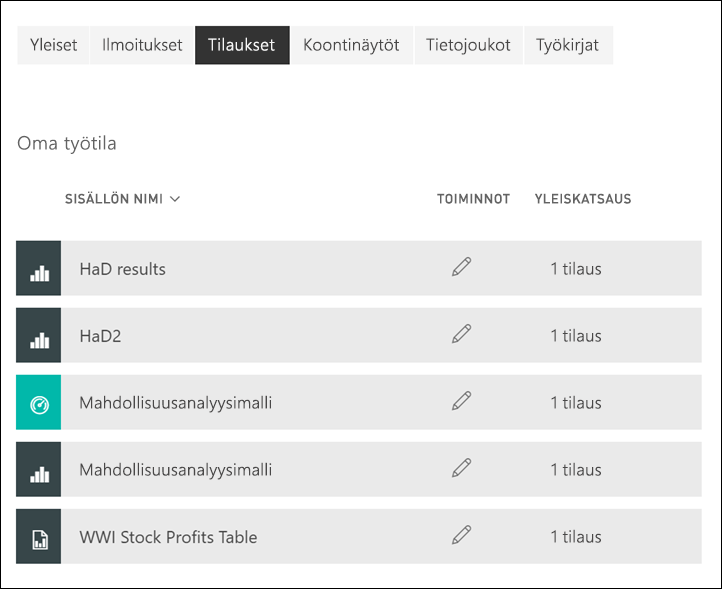 Yleiset Ilmoitukset Tilaukset Koontinäytöt Tietojoukot Työkirjat
Oma työtila
SISÄLLÖN NIMI TOIMINNOT YLEISKATSAUS
HaD results 1 tilaus
HaD2 1 tilaus
Mahdollisuusanalyysimalli 1 tilaus
Mahdollisuusanalyysimalli 1 tilaus
WWI Stock Profits Table 1 tilaus